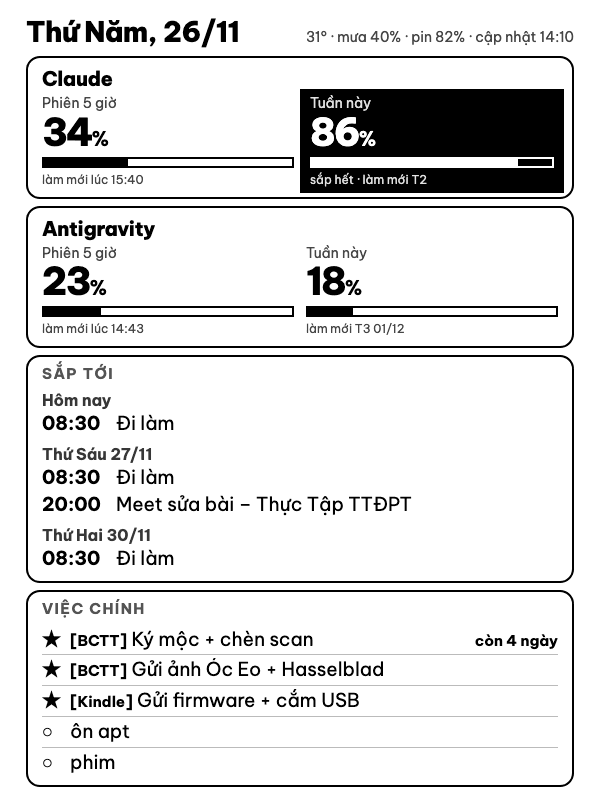 Thứ Năm, 26/11
31° · mưa 40% · pin 82% · cập nhật 14:10
Claude
Phiên 5 giờ
34%
làm mới lúc 15:40
Tuần này
86%
sắp hết · làm mới T2
Antigravity
Phiên 5 giờ
23%
làm mới lúc 14:43
Tuần này
18%
làm mới T3 01/12
SẮP TỚI
Hôm nay
08:30 Đi làm
Thứ Sáu 27/11
08:30 Đi làm
20:00 Meet sửa bài – Thực Tập TTĐPT
Thứ Hai 30/11
08:30 Đi làm
VIỆC CHÍNH
★ [BCTT] Ký mộc + chèn scan còn 4 ngày
★ [BCTT] Gửi ảnh Óc Eo + Hasselblad
★ [Kindle] Gửi firmware + cắm USB
○ ôn apt
○ phim